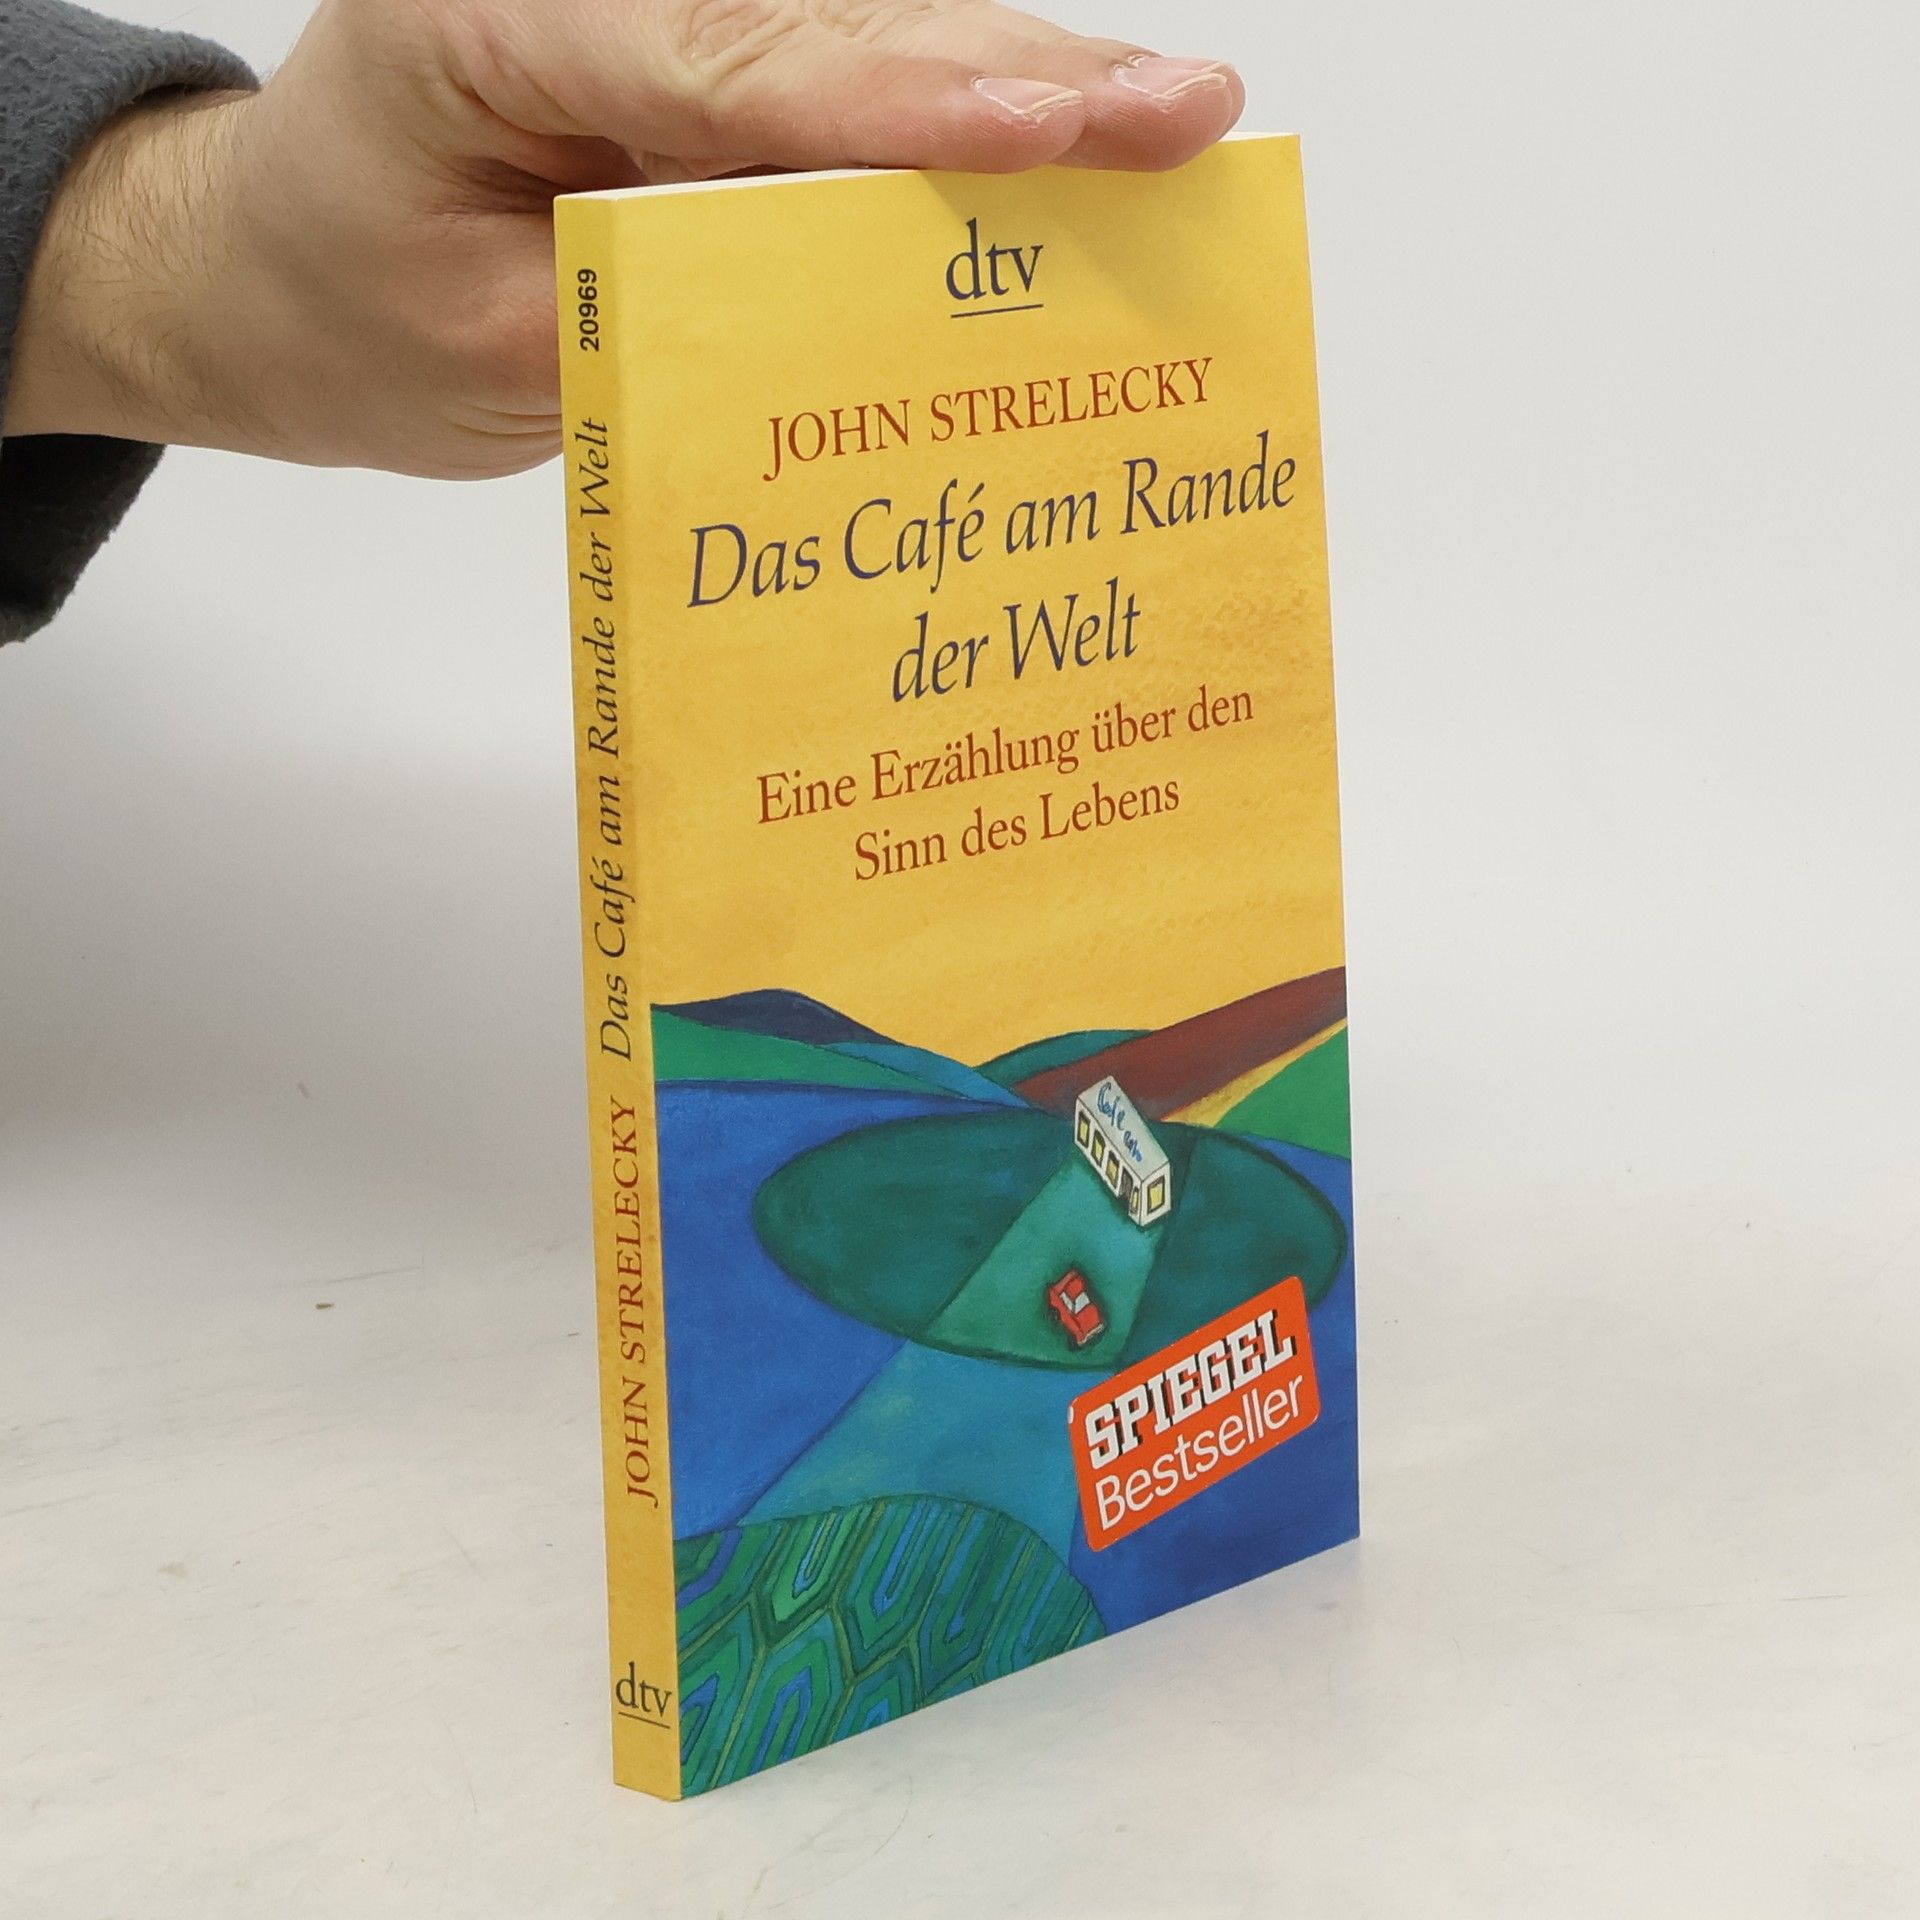 dtv
JOHN STRELECKY
Das Café am Rande
der Welt
Eine Erzählung über den
Sinn des Lebens
SPIEGEL
Bestseller
JOHN STRELECKY Das Café am Rande der Welt 20969
dtv